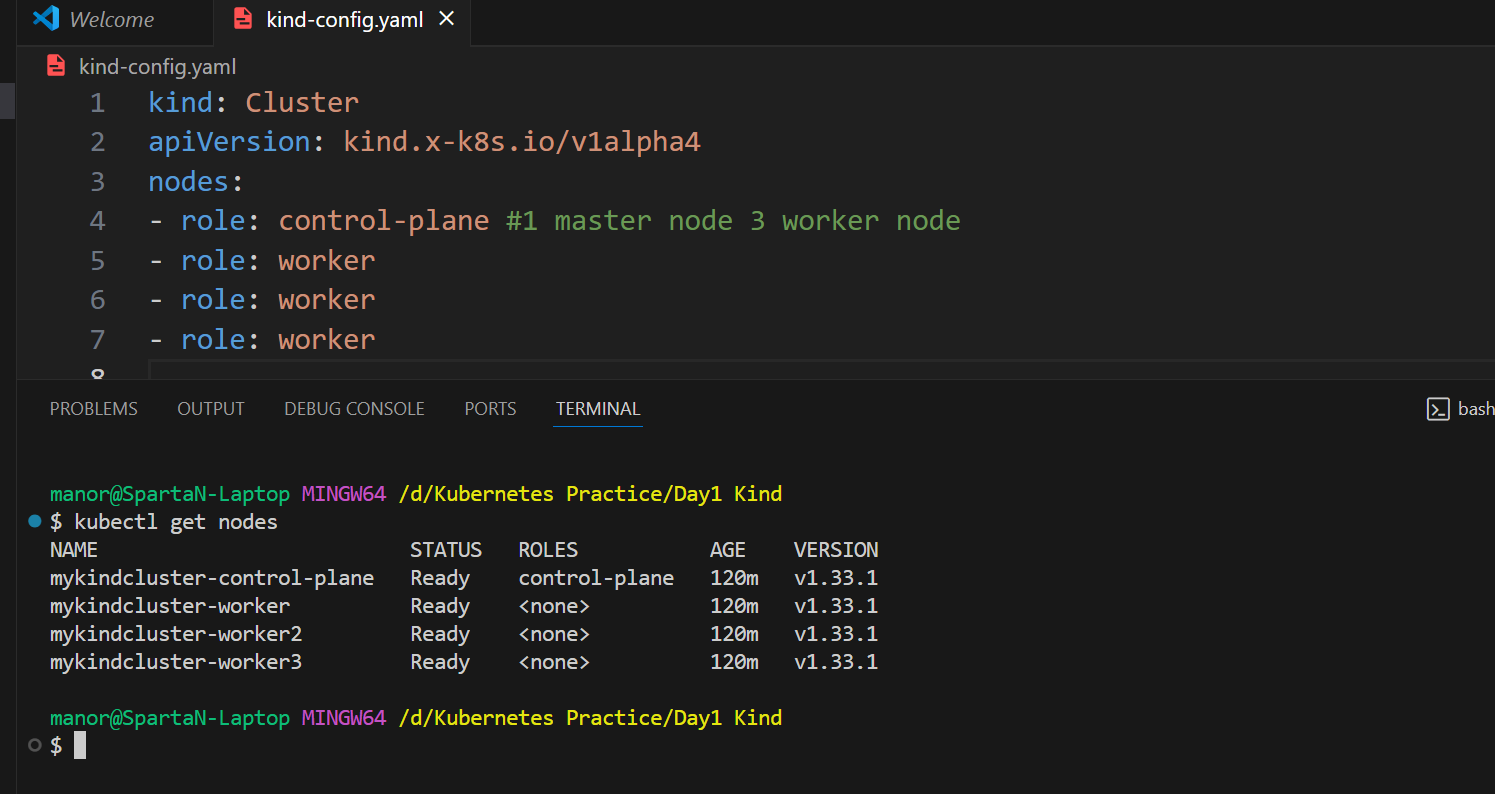 Welcome
kind-config.yaml
kind-config.yaml
1 kind: Cluster
2 apiVersion: kind.x-k8s.io/v1alpha4
3 nodes:
4 - role: control-plane #1 master node 3 worker node
5 - role: worker
6 - role: worker
7 - role: worker
8
PROBLEMS OUTPUT DEBUG CONSOLE PORTS TERMINAL bash
manor@SpartaN-Laptop MINGW64 /d/Kubernetes Practice/Day1 Kind
$ kubectl get nodes
NAME STATUS ROLES AGE VERSION
mykindcluster-control-plane Ready control-plane 120m v1.33.1
mykindcluster-worker Ready <none> 120m v1.33.1
mykindcluster-worker2 Ready <none> 120m v1.33.1
mykindcluster-worker3 Ready <none> 120m v1.33.1
manor@SpartaN-Laptop MINGW64 /d/Kubernetes Practice/Day1 Kind
$